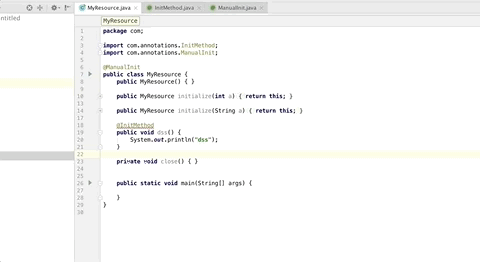 ntitled
MyResource.java × InitMethod.java × ManualInit.java ×
MyResource
1 package com;
2
3 import com.annotations.InitMethod;
4 import com.annotations.ManualInit;
5
6 @ManualInit
7 public class MyResource {
8 public MyResource() { }
9
10 public MyResource initialize(int a) { return this; }
13
14 public MyResource initialize(String a) { return this; }
17
18 @InitMethod
19 public void dss() {
20 System.out.println("dss");
21 }
22
23 private void close() { }
24
25
26 public static void main(String[] args) {
27
28 }
29 }
30